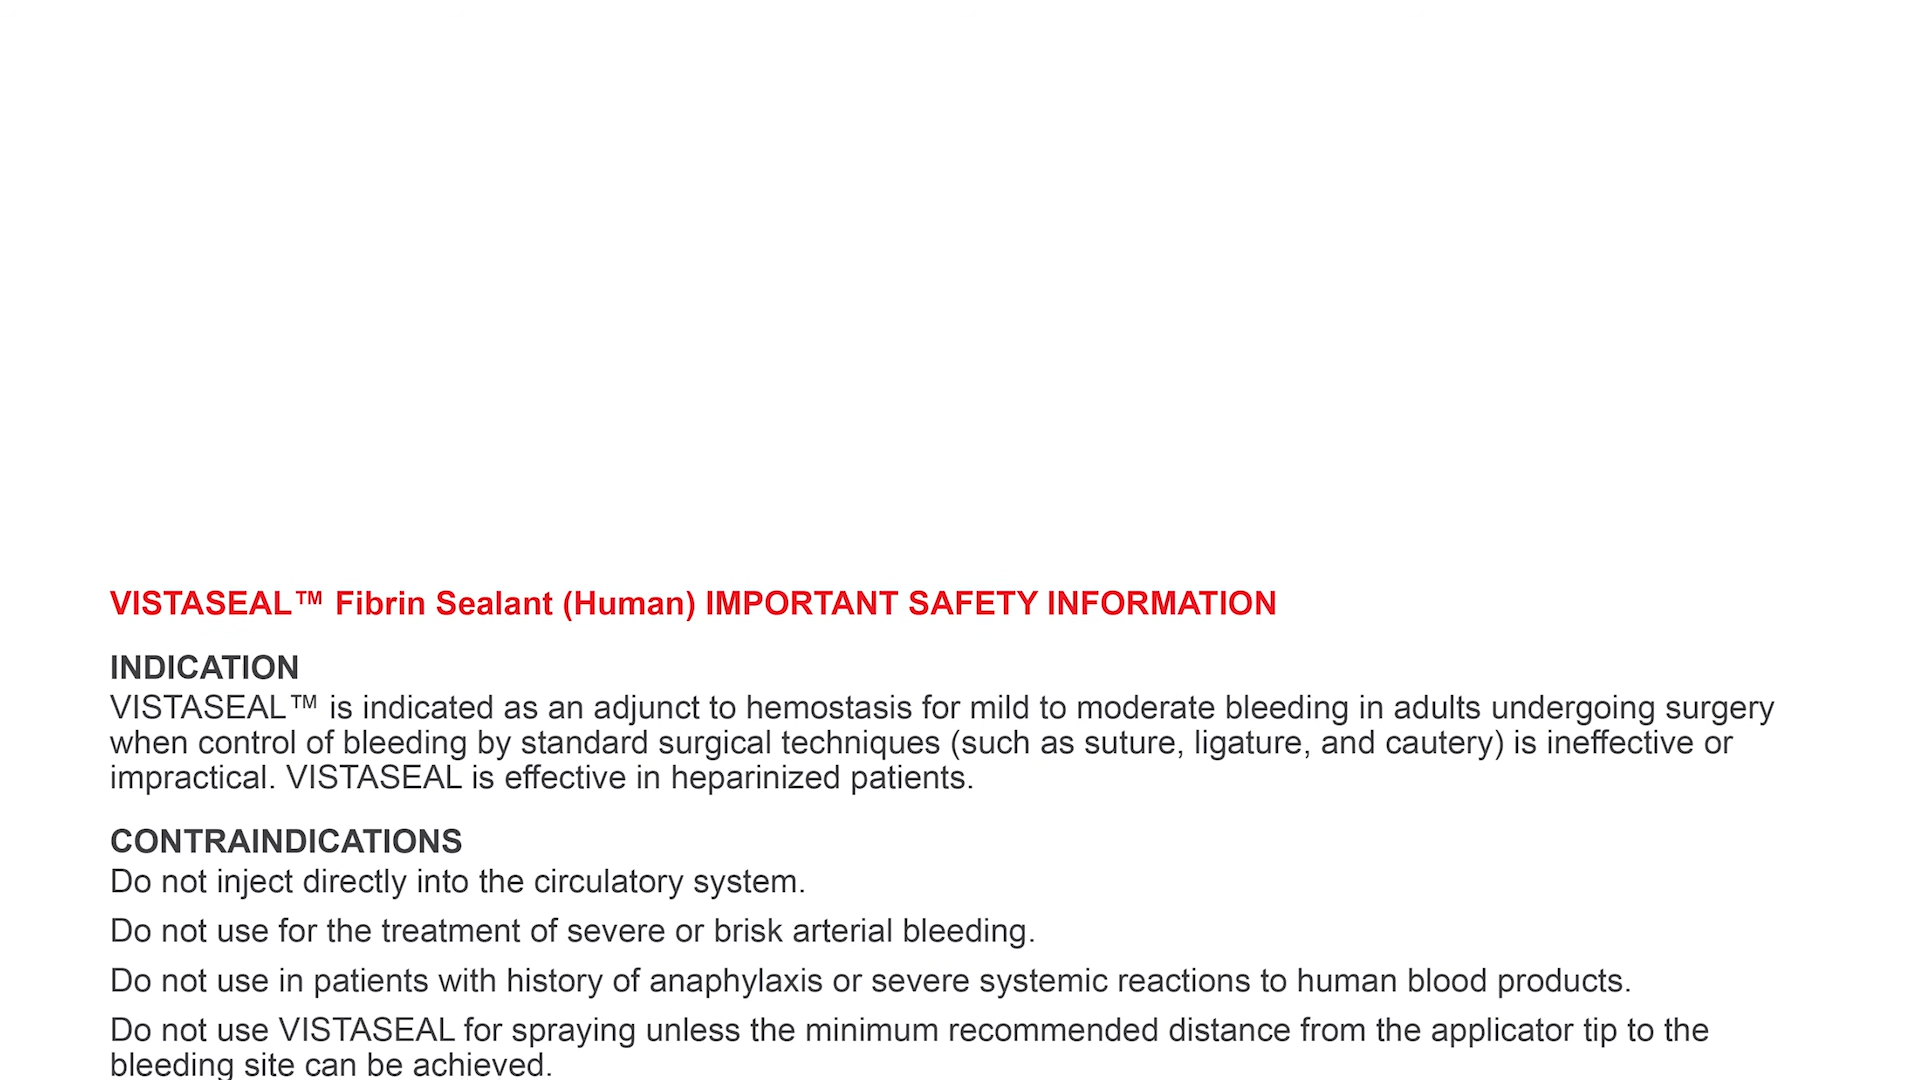 VISTASEAL™ Fibrin Sealant (Human) IMPORTANT SAFETY INFORMATION
INDICATION
VISTASEAL™ is indicated as an adjunct to hemostasis for mild to moderate bleeding in adults undergoing surgery
when control of bleeding by standard surgical techniques (such as suture, ligature, and cautery) is ineffective or
impractical. VISTASEAL is effective in heparinized patients.
CONTRAINDICATIONS
Do not inject directly into the circulatory system.
Do not use for the treatment of severe or brisk arterial bleeding.
Do not use in patients with history of anaphylaxis or severe systemic reactions to human blood products.
Do not use VISTASEAL for spraying unless the minimum recommended distance from the applicator tip to the
bleeding site can be achieved.